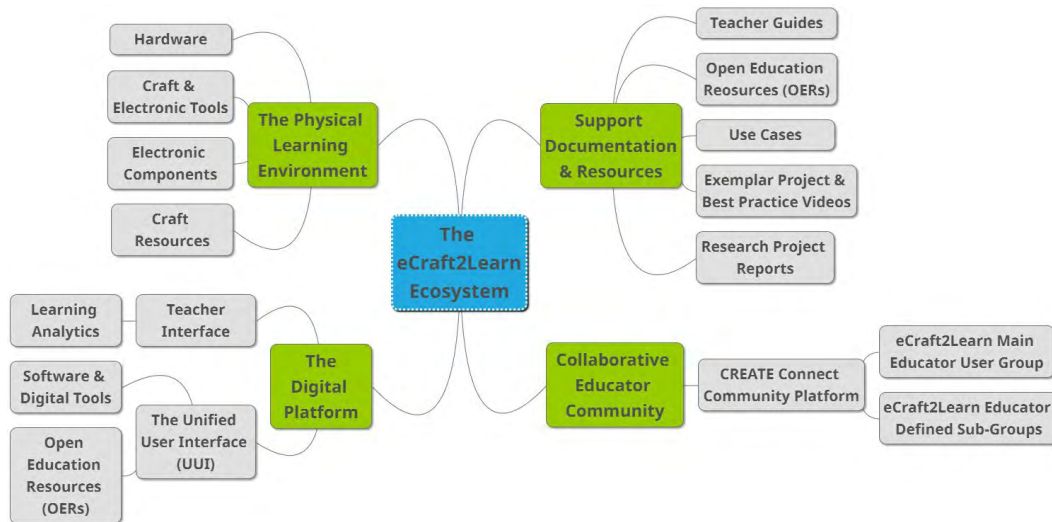 Hardware
Craft &
Electronic Tools
Electronic
Components
Craft
Resources
The Physical
Learning
Environment
Teacher Guides
Open Education
Reosurces (OERs)
Use Cases
Exemplar Project &
Best Practice Videos
Research Project
Reports
Support
Documentation
& Resources
The
eCraft2Learn
Ecosystem
Learning
Analytics
Teacher
Interface
Software &
Digital Tools
Open
Education
Resources
(OERs)
The Unified
User Interface
(UUI)
The
Digital
Platform
Collaborative
Educator
Community
CREATE Connect
Community Platform
eCraft2Learn Main
Educator User Group
eCraft2Learn Educator
Defined Sub-Groups